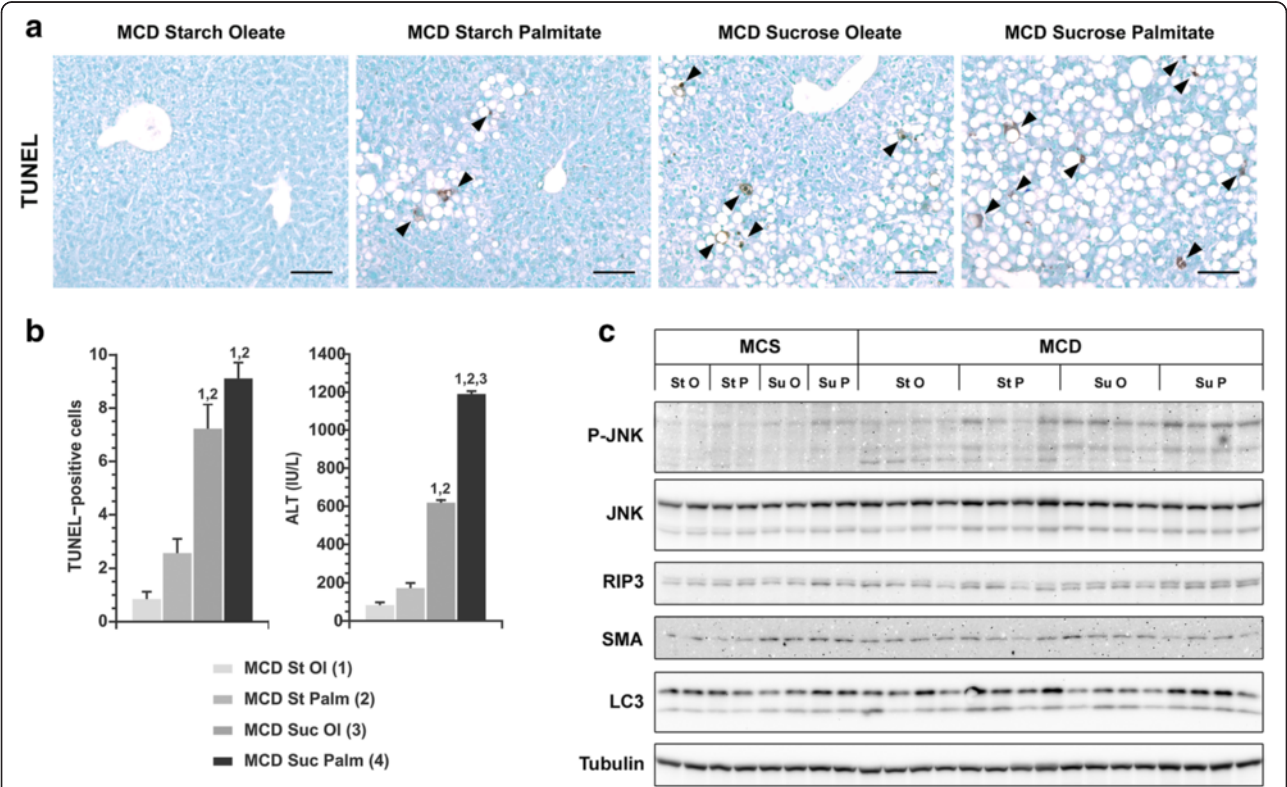 a
MCD Starch Oleate MCD Starch Palmitate MCD Sucrose Oleate MCD Sucrose Palmitate
TUNEL
b
10
8
6
4
2
0
TUNEL-positive cells
1,2
1,2
1400
1200
1000
800
600
400
200
0
ALT (IU/L)
1,2
1,2,3
MCD St Ol (1)
MCD St Palm (2)
MCD Suc Ol (3)
MCD Suc Palm (4)
c
MCS MCD
St O St P Su O Su P St O St P Su O Su P
P-JNK
JNK
RIP3
SMA
LC3
Tubulin